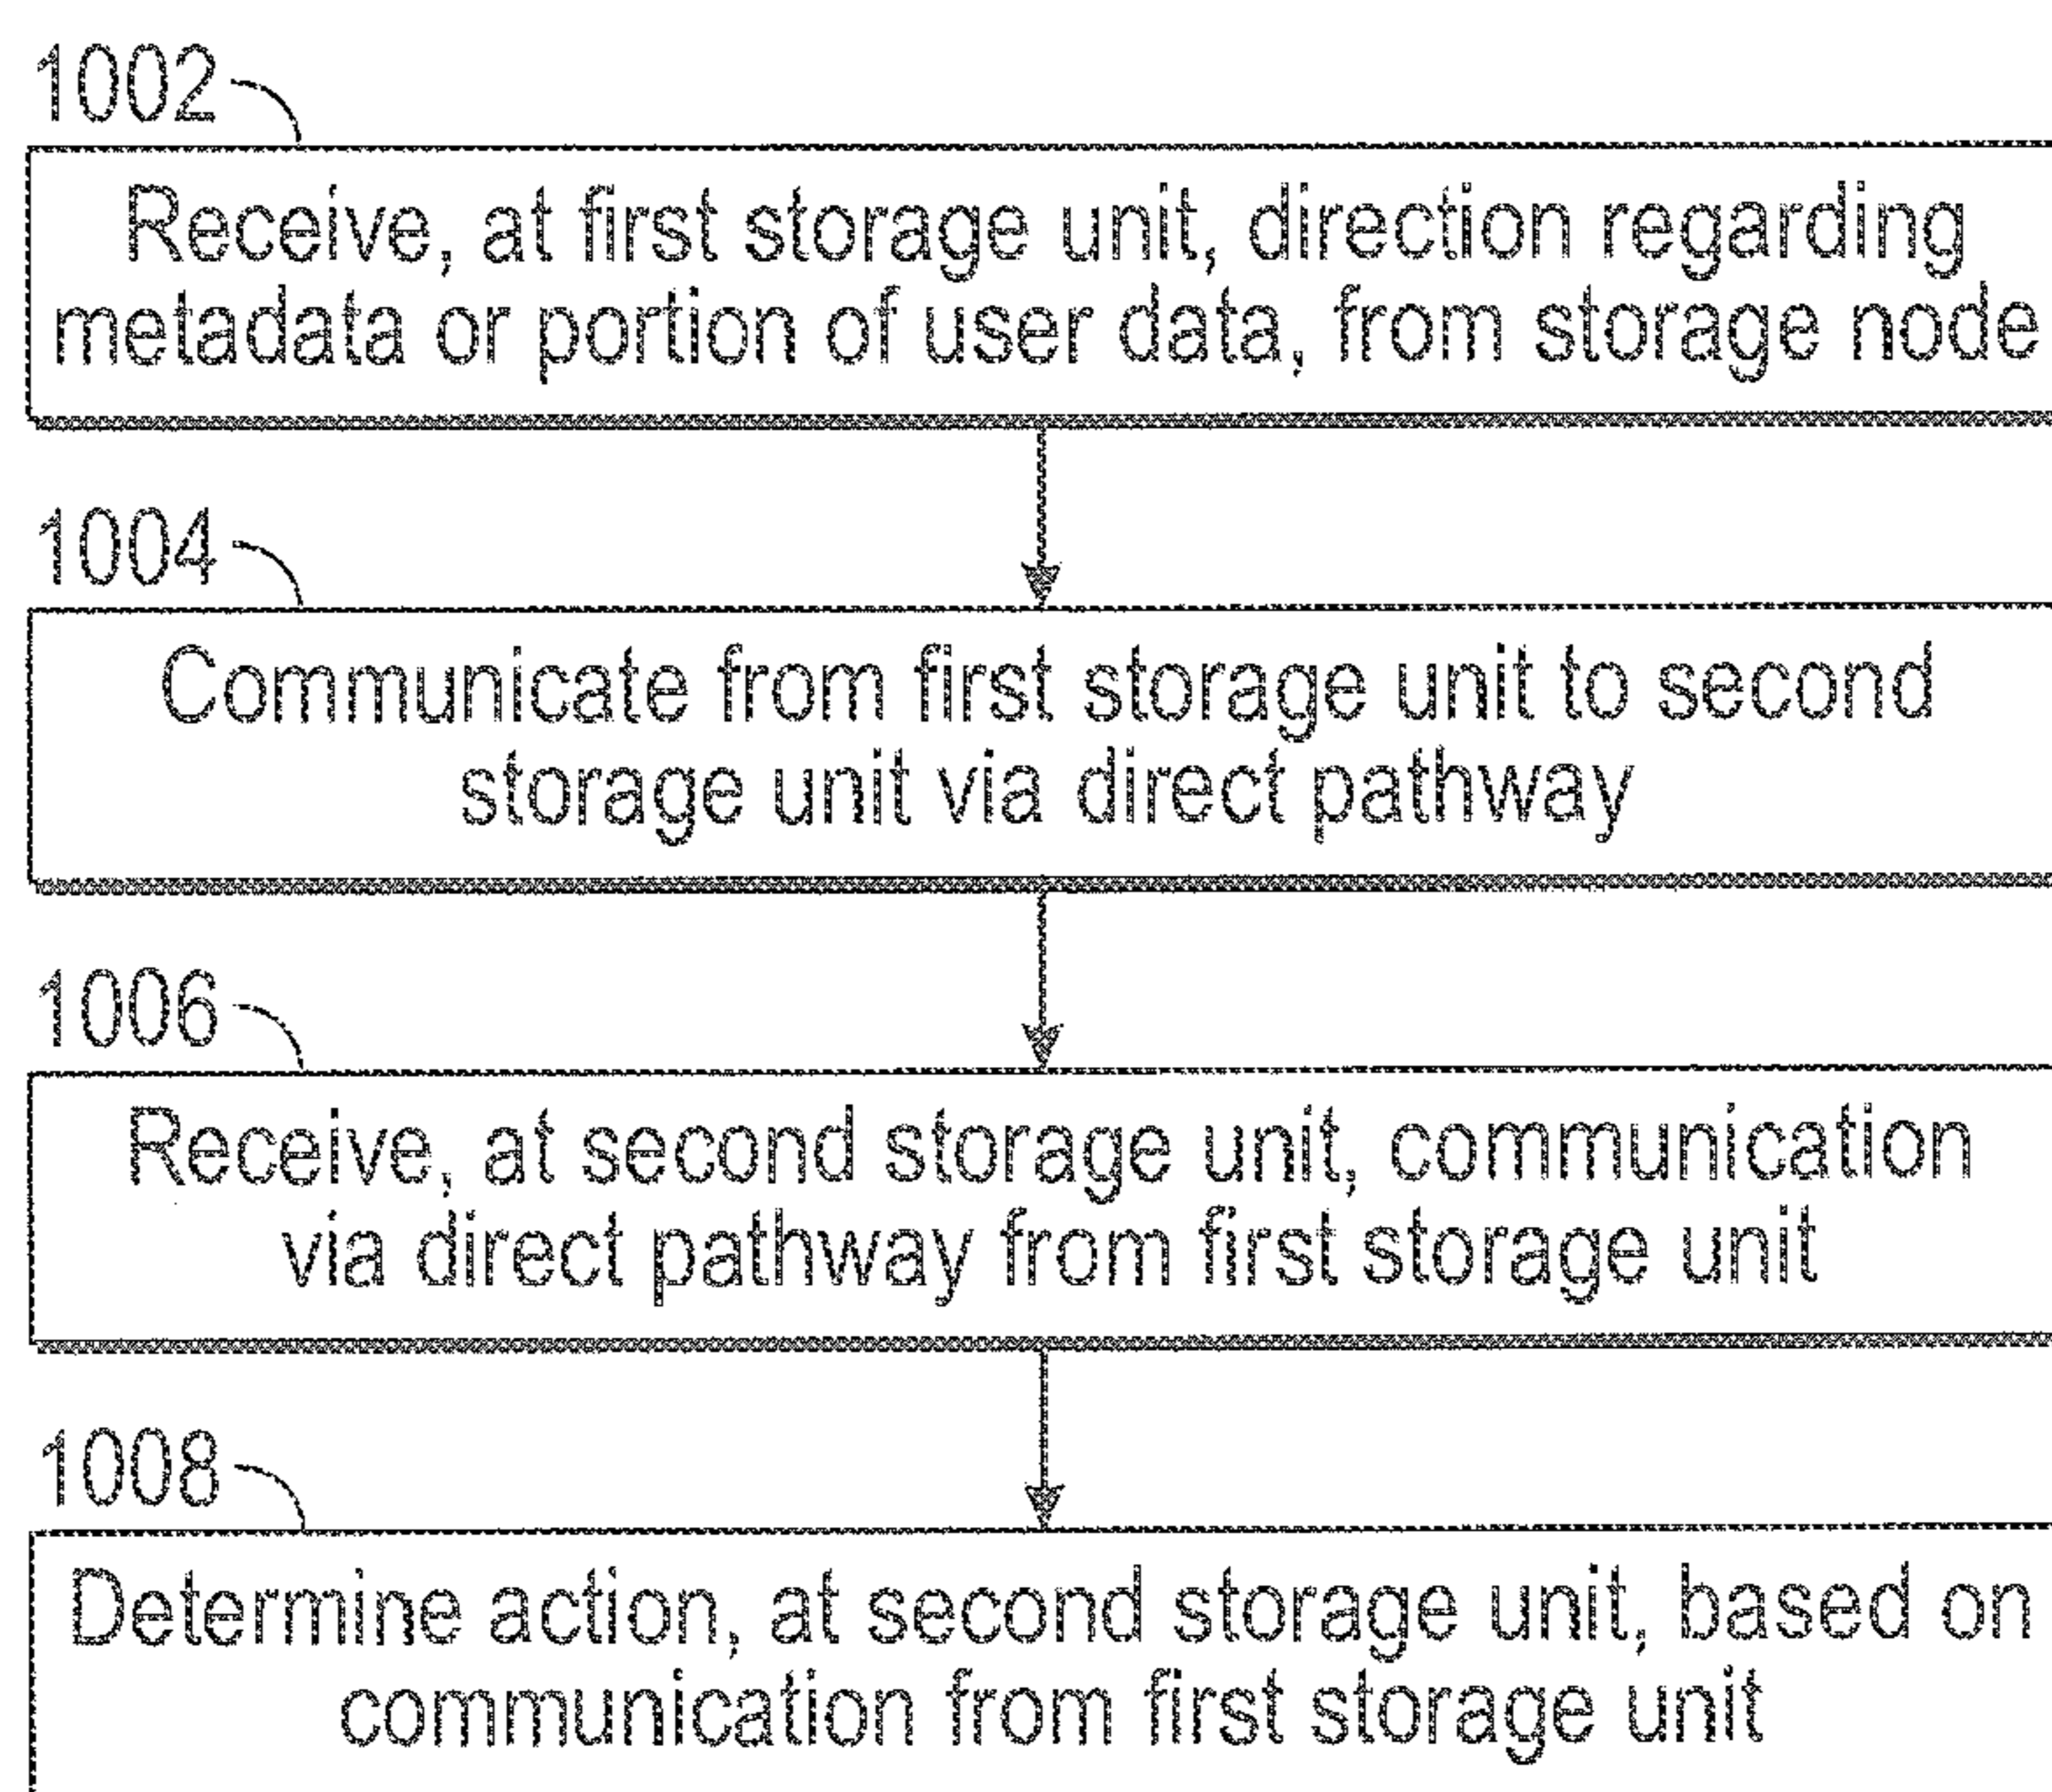 1002
Receive, at first storage unit, direction regarding
metadata or portion of user data, from storage node
1004
Communicate from first storage unit to second
storage unit via direct pathway
1006
Receive, at second storage unit, communication
via direct pathway from first storage unit
1008
Determine action, at second storage unit, based on
communication from first storage unit